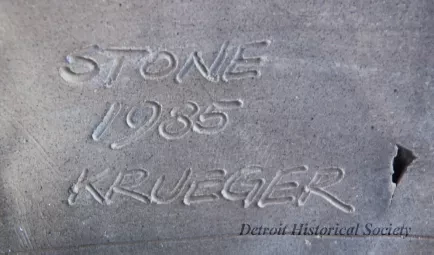 STONE
1985
KRUEGER
Detroit Historical Society